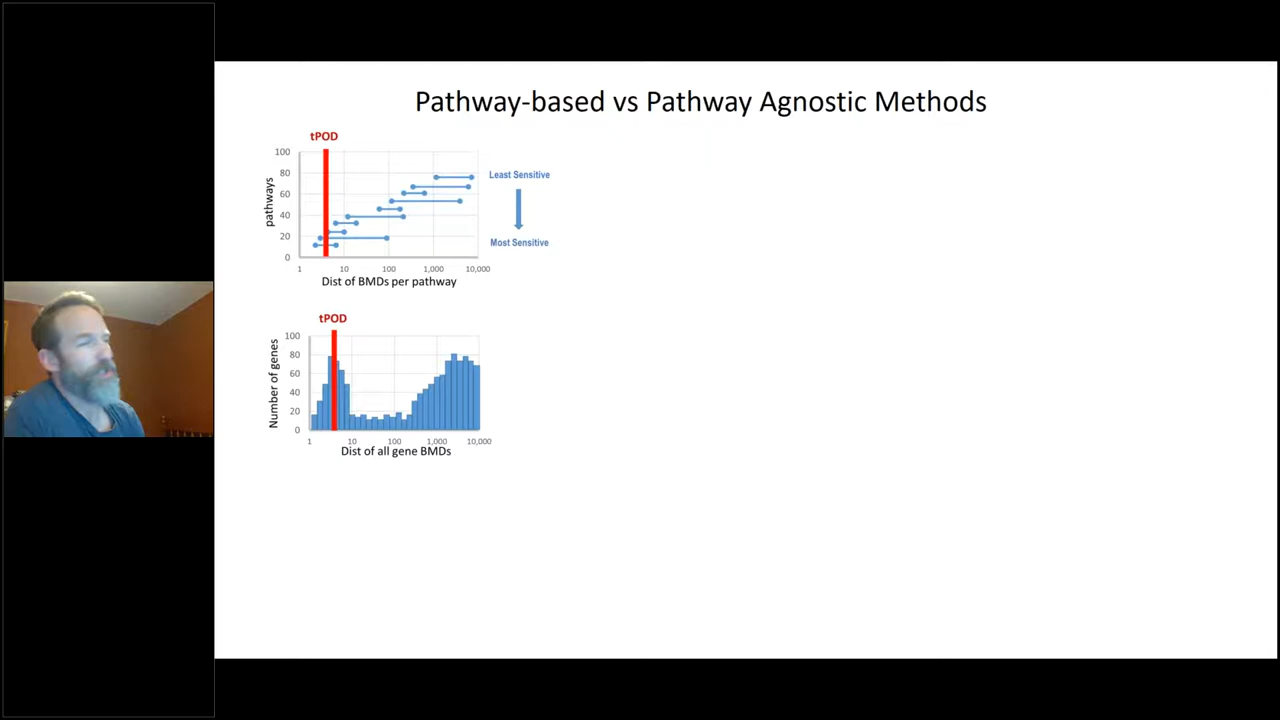 Pathway-based vs Pathway Agnostic Methods
tPOD
100
80
60
40
20
0
pathways
1 10 100 1,000 10,000
Dist of BMDs per pathway
Least Sensitive
Most Sensitive
tPOD
100
80
60
40
20
0
Number of genes
1 10 100 1,000 10,000
Dist of all gene BMDs